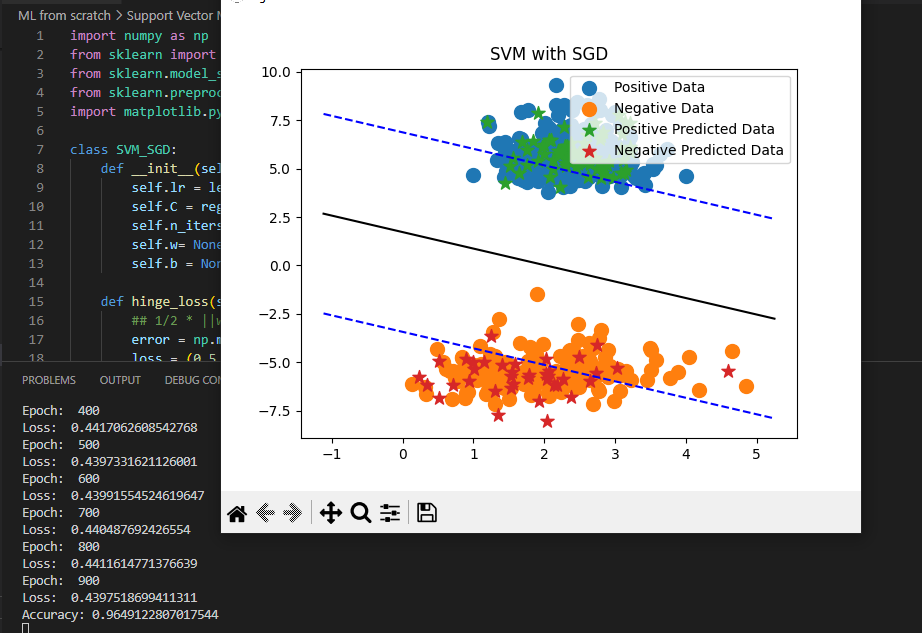 ML from scratch > Support Vector
1 import numpy as np
2 from sklearn import
3 from sklearn.model_s
4 from sklearn.preproc
5 import matplotlib.py
6
7 class SVM_SGD:
8 def __init__(sel
9 self.lr = le
10 self.C = reg
11 self.n_iters
12 self.w= None
13 self.b = Non
14
15 def hinge_loss(s
16 ## 1/2 * ||w
17 error = np.m
18 loss = (0.5
PROBLEMS OUTPUT DEBUG CON
Epoch: 400
Loss: 0.4417062608542768
Epoch: 500
Loss: 0.4397331621126001
Epoch: 600
Loss: 0.43991554524619647
Epoch: 700
Loss: 0.440487692426554
Epoch: 800
Loss: 0.4411614771376639
Epoch: 900
Loss: 0.4397518699411311
Accuracy: 0.9649122807017544
SVM with SGD
10.0
7.5
5.0
2.5
0.0
−2.5
−5.0
−7.5
−1 0 1 2 3 4 5
Positive Data
Negative Data
Positive Predicted Data
Negative Predicted Data